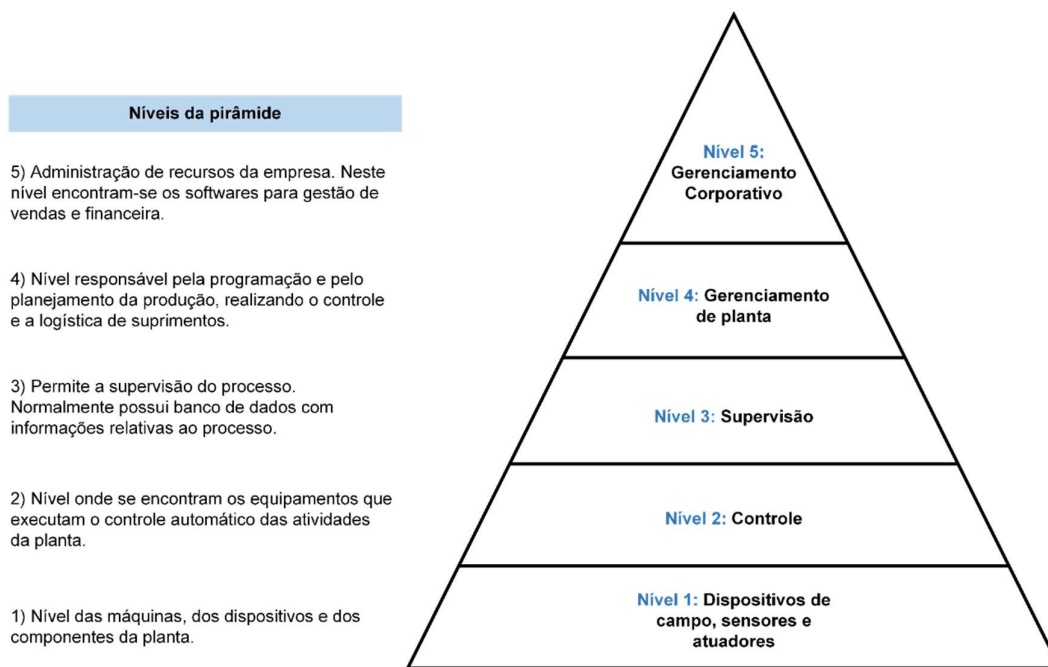 Níveis da pirâmide
5) Administração de recursos da empresa. Neste
nível encontram-se os softwares para gestão de
vendas e financeira.
4) Nível responsável pela programação e pelo
planejamento da produção, realizando o controle
e a logística de suprimentos.
3) Permite a supervisão do processo.
Normalmente possui banco de dados com
informações relativas ao processo.
2) Nível onde se encontram os equipamentos que
executam o controle automático das atividades
da planta.
1) Nível das máquinas, dos dispositivos e dos
componentes da planta.
Nível 5:
Gerenciamento
Corporativo
Nível 4: Gerenciamento
de planta
Nível 3: Supervisão
Nível 2: Controle
Nível 1: Dispositivos de
campo, sensores e
atuadores